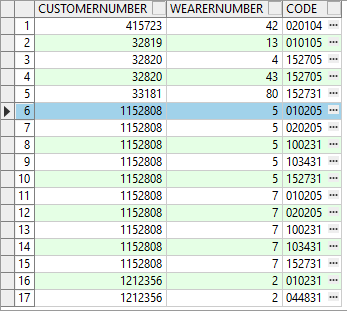 CUSTOMERNUMBER WEARERNUMBER CODE
1 415723 42 020104 ...
2 32819 13 010105 ...
3 32820 4 152705 ...
4 32820 43 152705 ...
5 33181 80 152731 ...
6 1152808 5 010205 ...
7 1152808 5 020205 ...
8 1152808 5 100231 ...
9 1152808 5 103431 ...
10 1152808 5 152731 ...
11 1152808 7 010205 ...
12 1152808 7 020205 ...
13 1152808 7 100231 ...
14 1152808 7 103431 ...
15 1152808 7 152731 ...
16 1212356 2 010231 ...
17 1212356 2 044831 ...